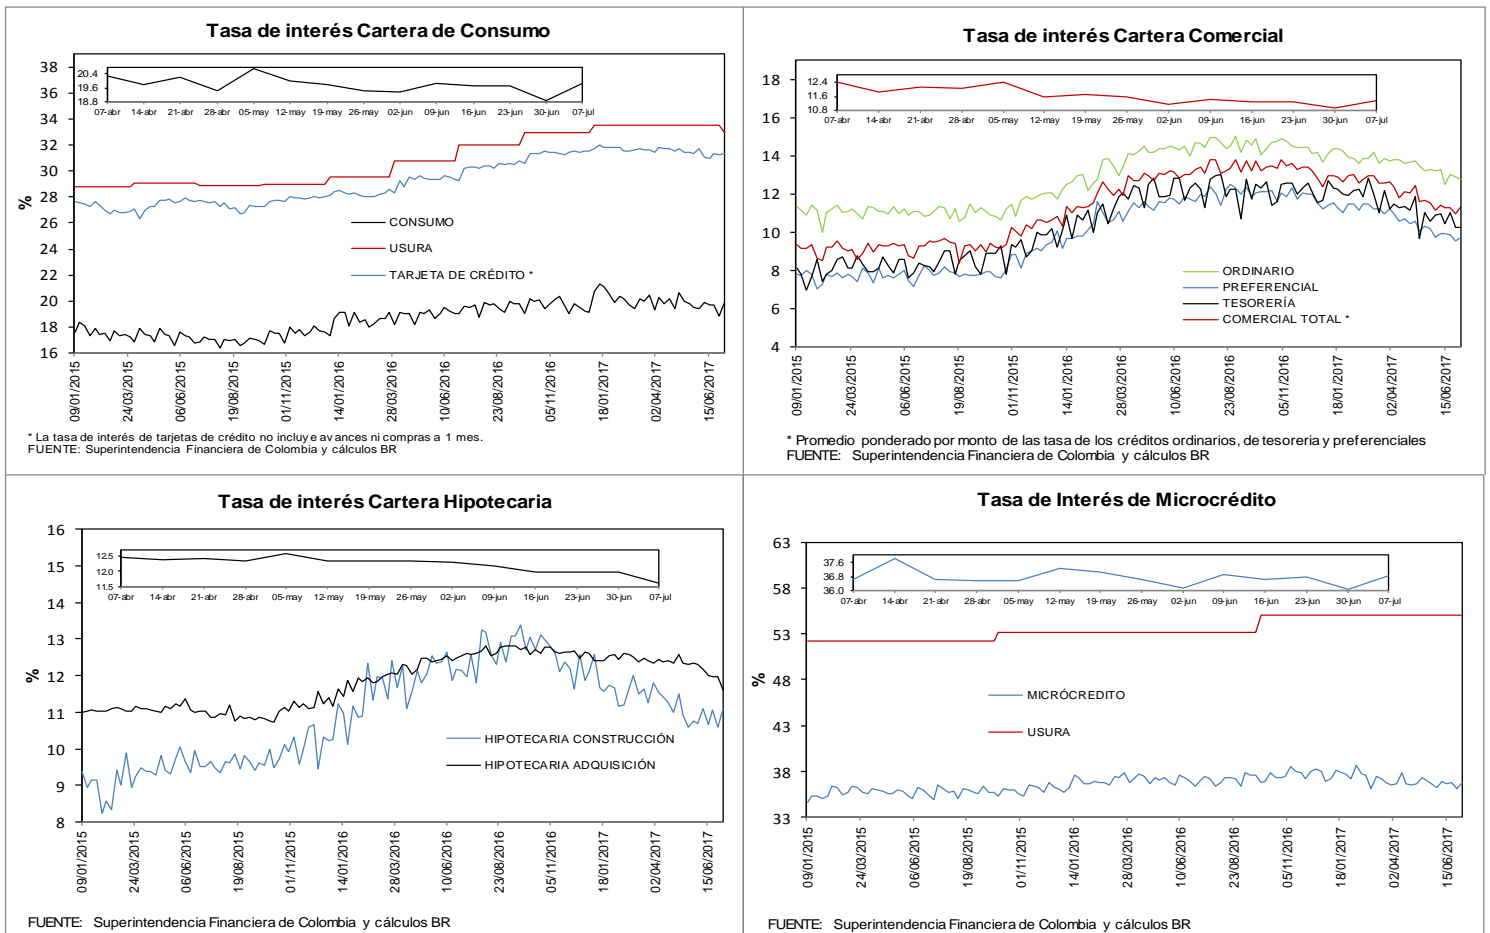 Tasa de interés Cartera de Consumo
38
36
34
32
30
28
26
24
22
20
18
16
%
20.4
19.6
18.8
07-abr 14-abr 21-abr 28-abr 05-may 12-may 19-may 26-may 02-jun 09-jun 16-jun 23-jun 30-jun 07-jul
CONSUMO
USURA
TARJETA DE CRÉDITO *
09/01/2015 24/03/2015 06/06/2015 19/08/2015 01/11/2015 14/01/2016 28/03/2016 10/06/2016 23/08/2016 05/11/2016 18/01/2017 02/04/2017 15/06/2017
* La tasa de interés de tarjetas de crédito no incluye avances ni compras a 1 mes.
FUENTE: Superintendencia Financiera de Colombia y cálculos BR
Tasa de interés Cartera Comercial
18
16
14
12
10
8
6
4
%
12.4
11.6
10.8
07-abr 14-abr 21-abr 28-abr 05-may 12-may 19-may 26-may 02-jun 09-jun 16-jun 23-jun 30-jun 07-jul
ORDINARIO
PREFERENCIAL
TESORERÍA
COMERCIAL TOTAL *
09/01/2015 24/03/2015 06/06/2015 19/08/2015 01/11/2015 14/01/2016 28/03/2016 10/06/2016 23/08/2016 05/11/2016 18/01/2017 02/04/2017 15/06/2017
* Promedio ponderado por monto de las tasa de los créditos ordinarios, de tesoreria y preferenciales
FUENTE: Superintendencia Financiera de Colombia y cálculos BR
Tasa de interés Cartera Hipotecaria
16
15
14
13
12
11
10
9
8
%
12.5
12.0
11.5
07-abr 14-abr 21-abr 28-abr 05-may 12-may 19-may 26-may 02-jun 09-jun 16-jun 23-jun 30-jun 07-jul
HIPOTECARIA CONSTRUCCIÓN
HIPOTECARIA ADQUISICIÓN
09/01/2015 24/03/2015 06/06/2015 19/08/2015 01/11/2015 14/01/2016 28/03/2016 10/06/2016 23/08/2016 05/11/2016 18/01/2017 02/04/2017 15/06/2017
FUENTE: Superintendencia Financiera de Colombia y cálculos BR
Tasa de Interés de Microcrédito
63
58
53
48
43
38
33
%
37.6
36.8
36.0
07-abr 14-abr 21-abr 28-abr 05-may 12-may 19-may 26-may 02-jun 09-jun 16-jun 23-jun 30-jun 07-jul
MICRÓCREDITO
USURA
09/01/2015 24/03/2015 06/06/2015 19/08/2015 01/11/2015 14/01/2016 28/03/2016 10/06/2016 23/08/2016 05/11/2016 18/01/2017 02/04/2017 15/06/2017
FUENTE: Superintendencia Financiera de Colombia y cálculos BR